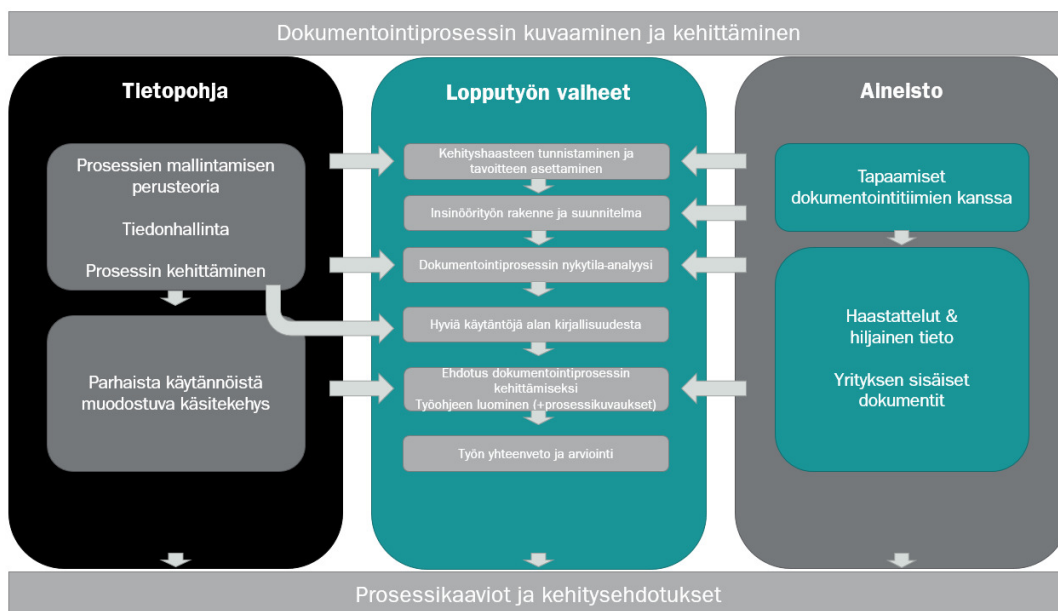 Dokumentointiprosessin kuvaaminen ja kehittäminen
Tietopohja
Prosessien mallintamisen
perusteoria
Tiedonhallinta
Prosessin kehittäminen
Parhaista käytännöistä
muodostuva käsitekehys
Lopputyön vaiheet
Kehityshaasteen tunnistaminen ja
tavoitteen asettaminen
Insinöörityön rakenne ja suunnitelma
Dokumentointiprosessin nykytila-analyysi
Hyviä käytäntöjä alan kirjallisuudesta
Ehdotus dokumentointiprosessin
kehittämiseksi
Työohjeen luominen (+prosessikuvaukset)
Työn yhteenveto ja arviointi
Aineisto
Tapaamiset
dokumentointitiimien kanssa
Haastattelut &
hiljainen tieto
Yrityksen sisäiset
dokumentit
Prosessikaaviot ja kehitysehdotukset